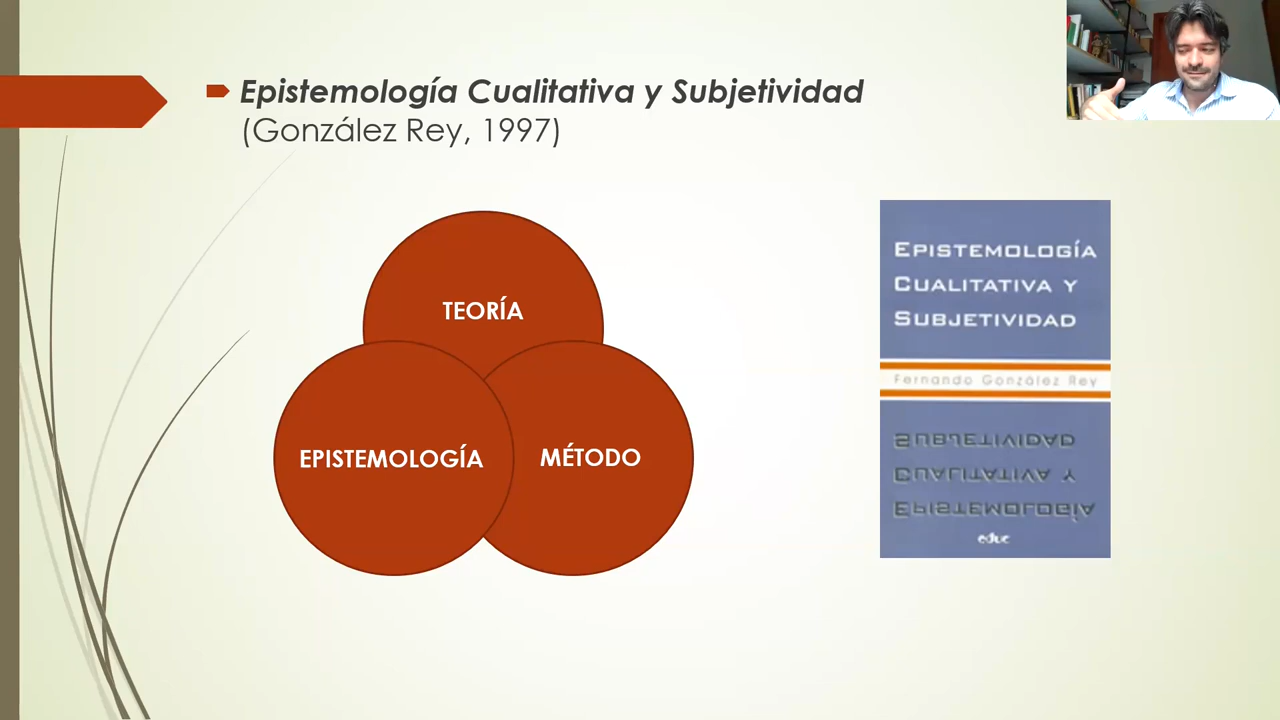 Epistemología Cualitativa y Subjetividad
(González Rey, 1997)
TEORÍA
EPISTEMOLOGÍA
MÉTODO
EPISTEMOLOGÍA
CUALITATIVA Y
SUBJETIVIDAD
Fernando González Rey
SUBJETIVIDAD
CUALITATIVA Y
EPISTEMOLOGÍA
educ